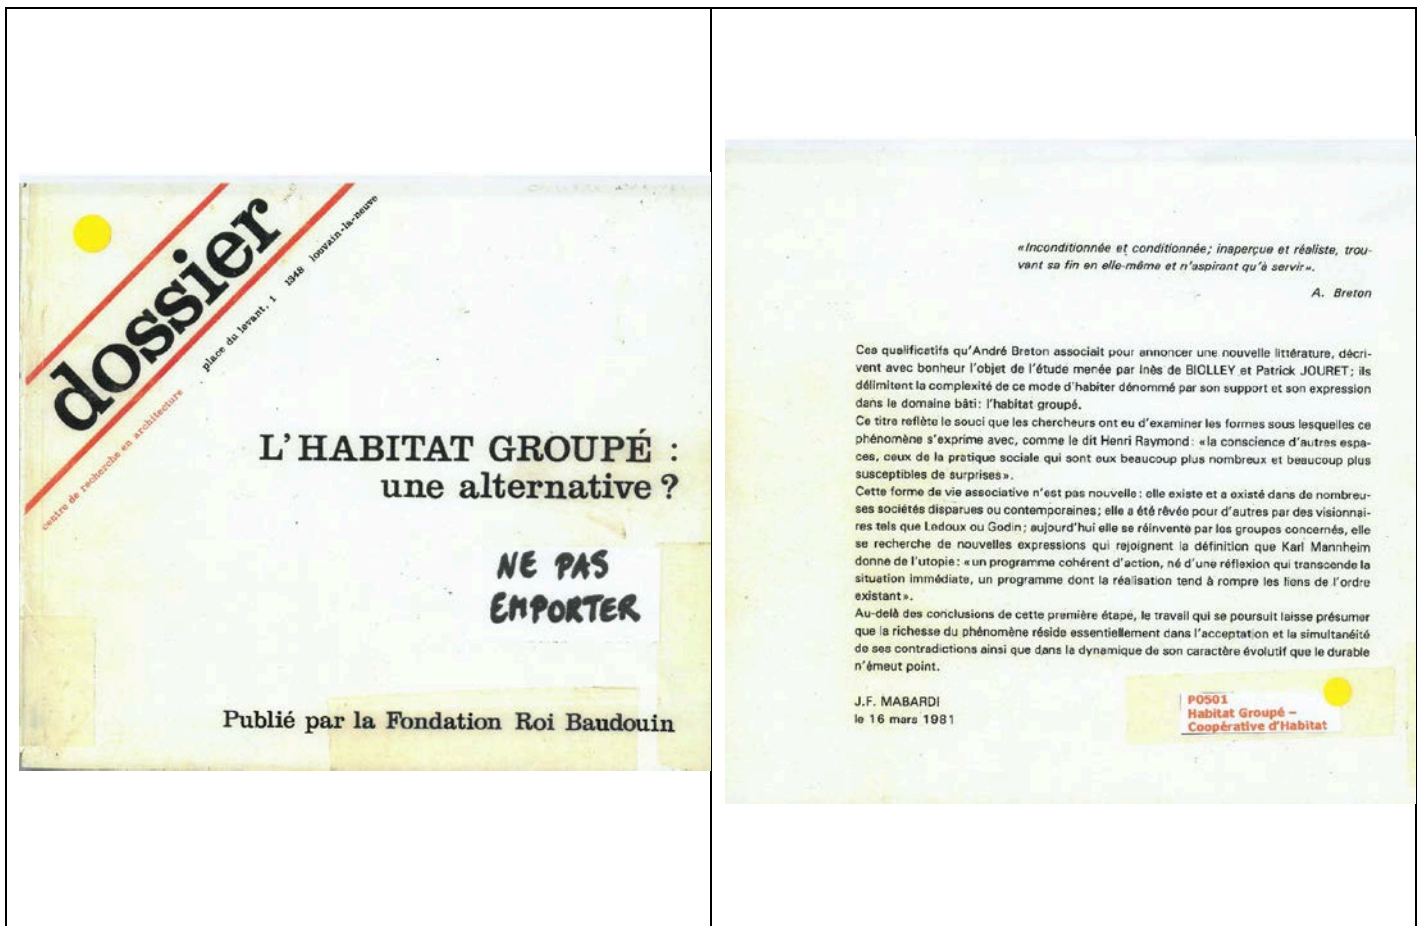 dossier
centre de recherche en architecture
place du levant, 1 1348 louvain-la-neuve
L'HABITAT GROUPÉ :
une alternative ?
NE PAS
EMPORTER
Publié par la Fondation Roi Baudouin
«Inconditionnée et conditionnée; inaperçue et réaliste, trou-
vant sa fin en elle-même et n'aspirant qu'à servir».
A. Breton
Ces qualificatifs qu'André Breton associait pour annoncer une nouvelle littérature, décri-
vent avec bonheur l'objet de l'étude menée par Inès de BIOLLEY et Patrick JOURET; ils
délimitent la complexité de ce mode d'habiter dénommé par son support et son expression
dans le domaine bâti: l'habitat groupé.
Ce titre reflète le souci que les chercheurs ont eu d'examiner les formes sous lesquelles ce
phénomène s'exprime avec, comme le dit Henri Raymond: «la conscience d'autres espa-
ces, ceux de la pratique sociale qui sont eux beaucoup plus nombreux et beaucoup plus
susceptibles de surprises».
Cette forme de vie associative n'est pas nouvelle: elle existe et a existé dans de nombreu-
ses sociétés disparues ou contemporaines; elle a été rêvée pour d'autres par des visionnai-
res tels que Ledoux ou Godin; aujourd'hui elle se réinvente par les groupes concernés, elle
se recherche de nouvelles expressions qui rejoignent la définition que Karl Mannheim
donne de l'utopie: «un programme cohérent d'action, né d'une réflexion qui transcende la
situation immédiate, un programme dont la réalisation tend à rompre les liens de l'ordre
existant».
Au-delà des conclusions de cette première étape, le travail qui se poursuit laisse présumer
que la richesse du phénomène réside essentiellement dans l'acceptation et la simultanéité
de ses contradictions ainsi que dans la dynamique de son caractère évolutif que le durable
n'émeut point.
J.F. MABARDI
le 16 mars 1981
P0501
Habitat Groupé –
Coopérative d'Habitat